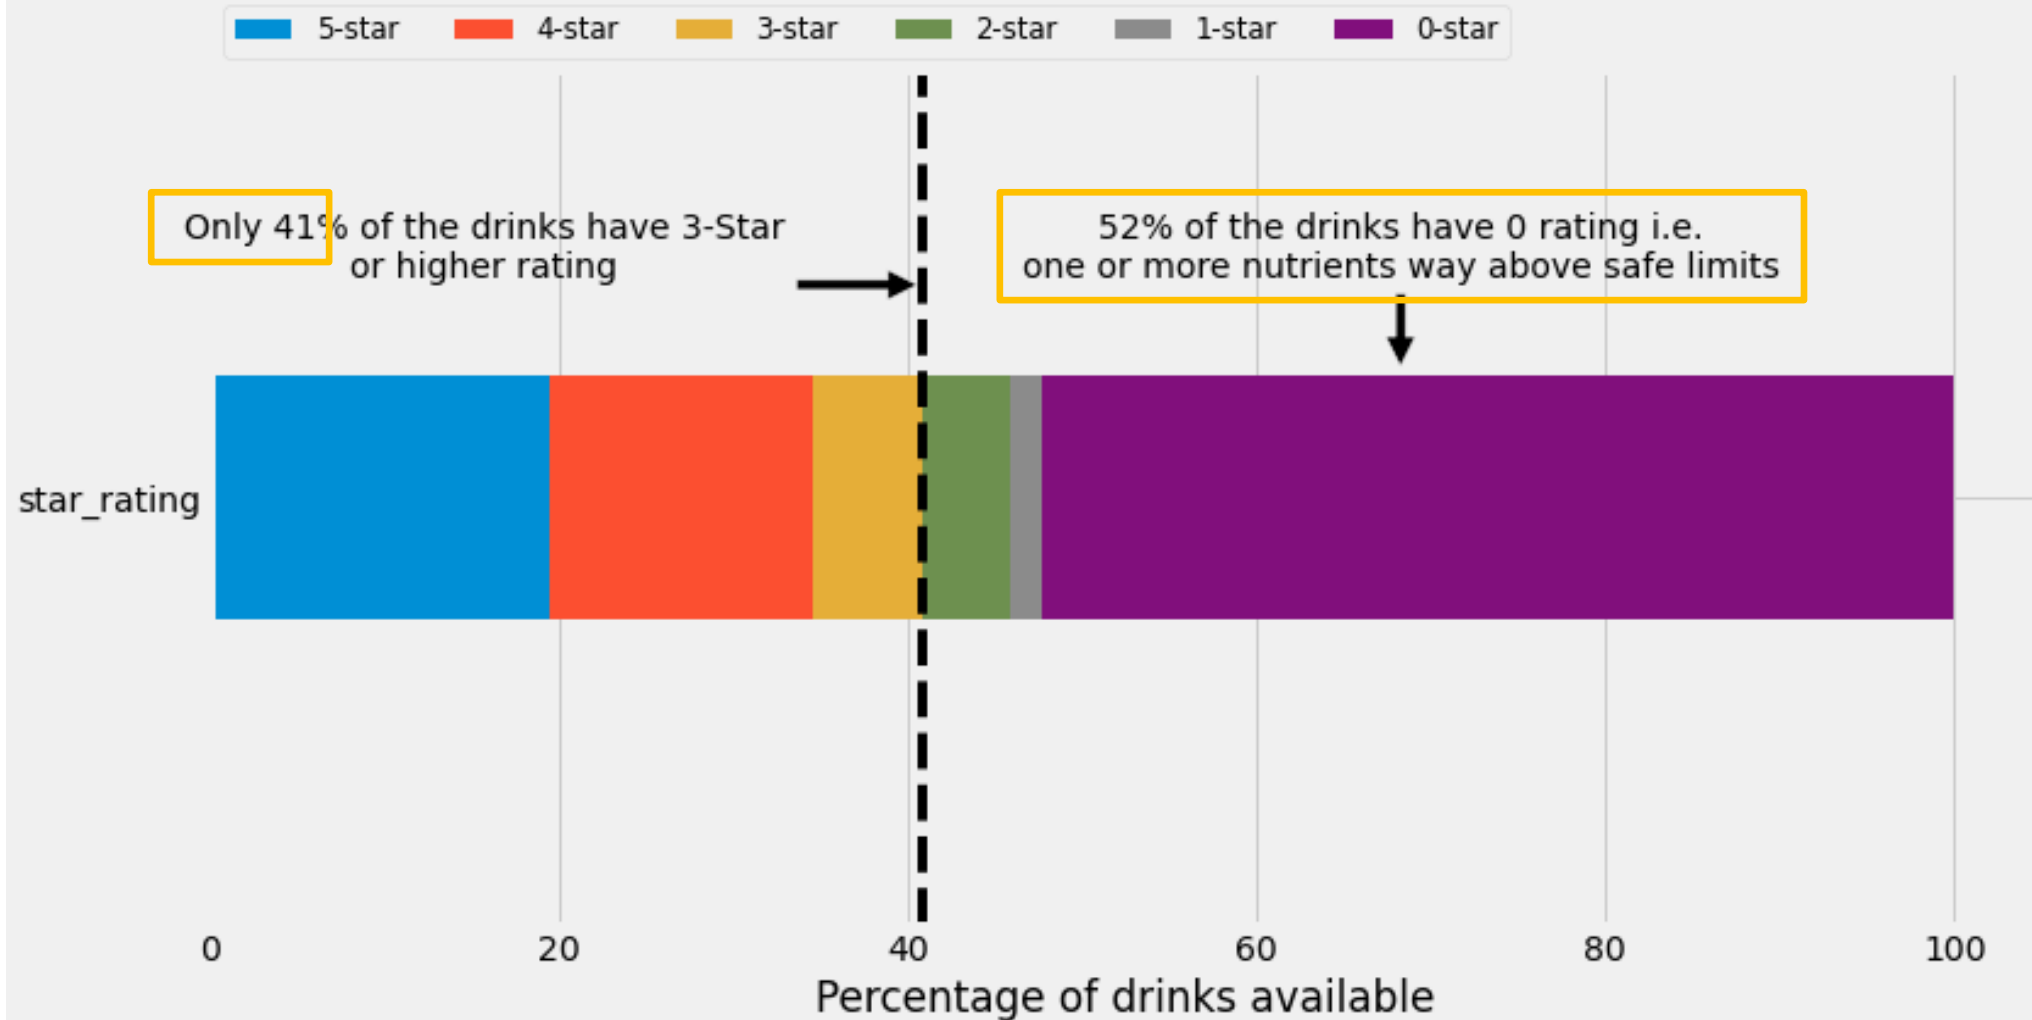 5-star 4-star 3-star 2-star 1-star 0-star
Only 41% of the drinks have 3-Star
or higher rating
52% of the drinks have 0 rating i.e.
one or more nutrients way above safe limits
star_rating
0 20 40 60 80 100
Percentage of drinks available